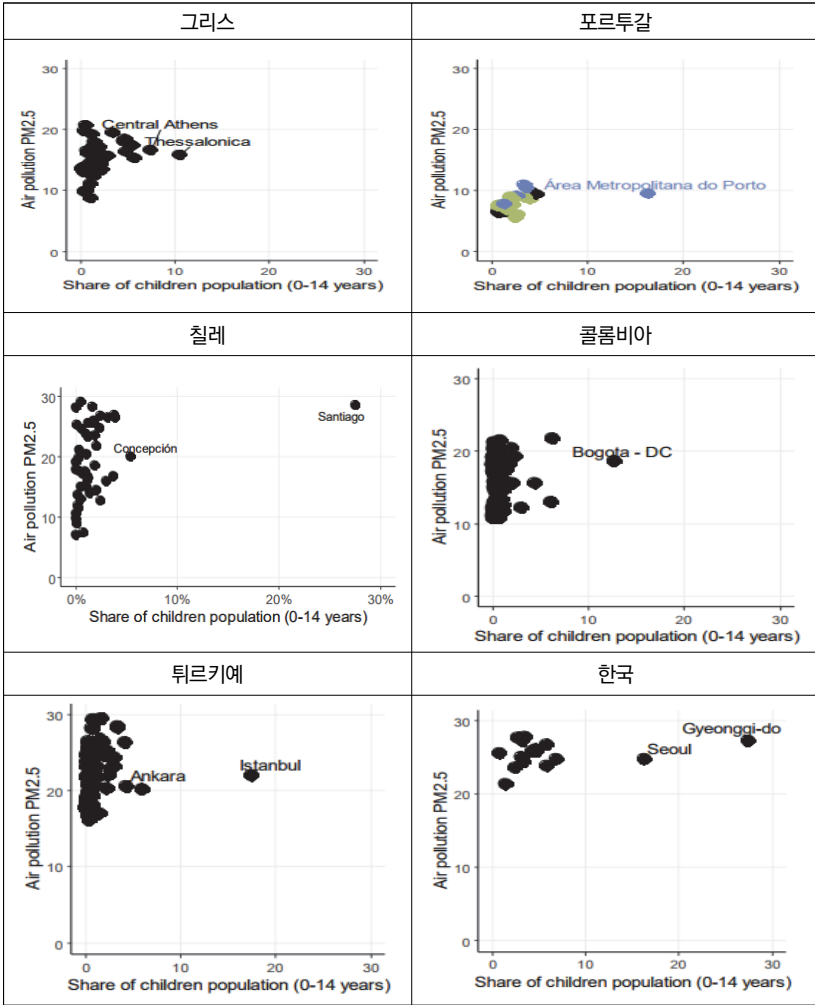 그리스
포르투갈
Air pollution PM2.5
30
20
10
0
Central Athens
Thessalonica
0 10 20 30
Share of children population (0-14 years)
Air pollution PM2.5
30
20
10
0
Área Metropolitana do Porto
0 10 20 30
Share of children population (0-14 years)
칠레
콜롬비아
Air pollution PM2.5
30
20
10
0
Santiago
Concepción
0% 10% 20% 30%
Share of children population (0-14 years)
Air pollution PM2.5
30
20
10
0
Bogota - DC
0 10 20 30
Share of children population (0-14 years)
튀르키예
한국
Air pollution PM2.5
30
20
10
0
Istanbul
Ankara
0 10 20 30
Share of children population (0-14 years)
Air pollution PM2.5
30
20
10
0
Gyeonggi-do
Seoul
0 10 20 30
Share of children population (0-14 years)